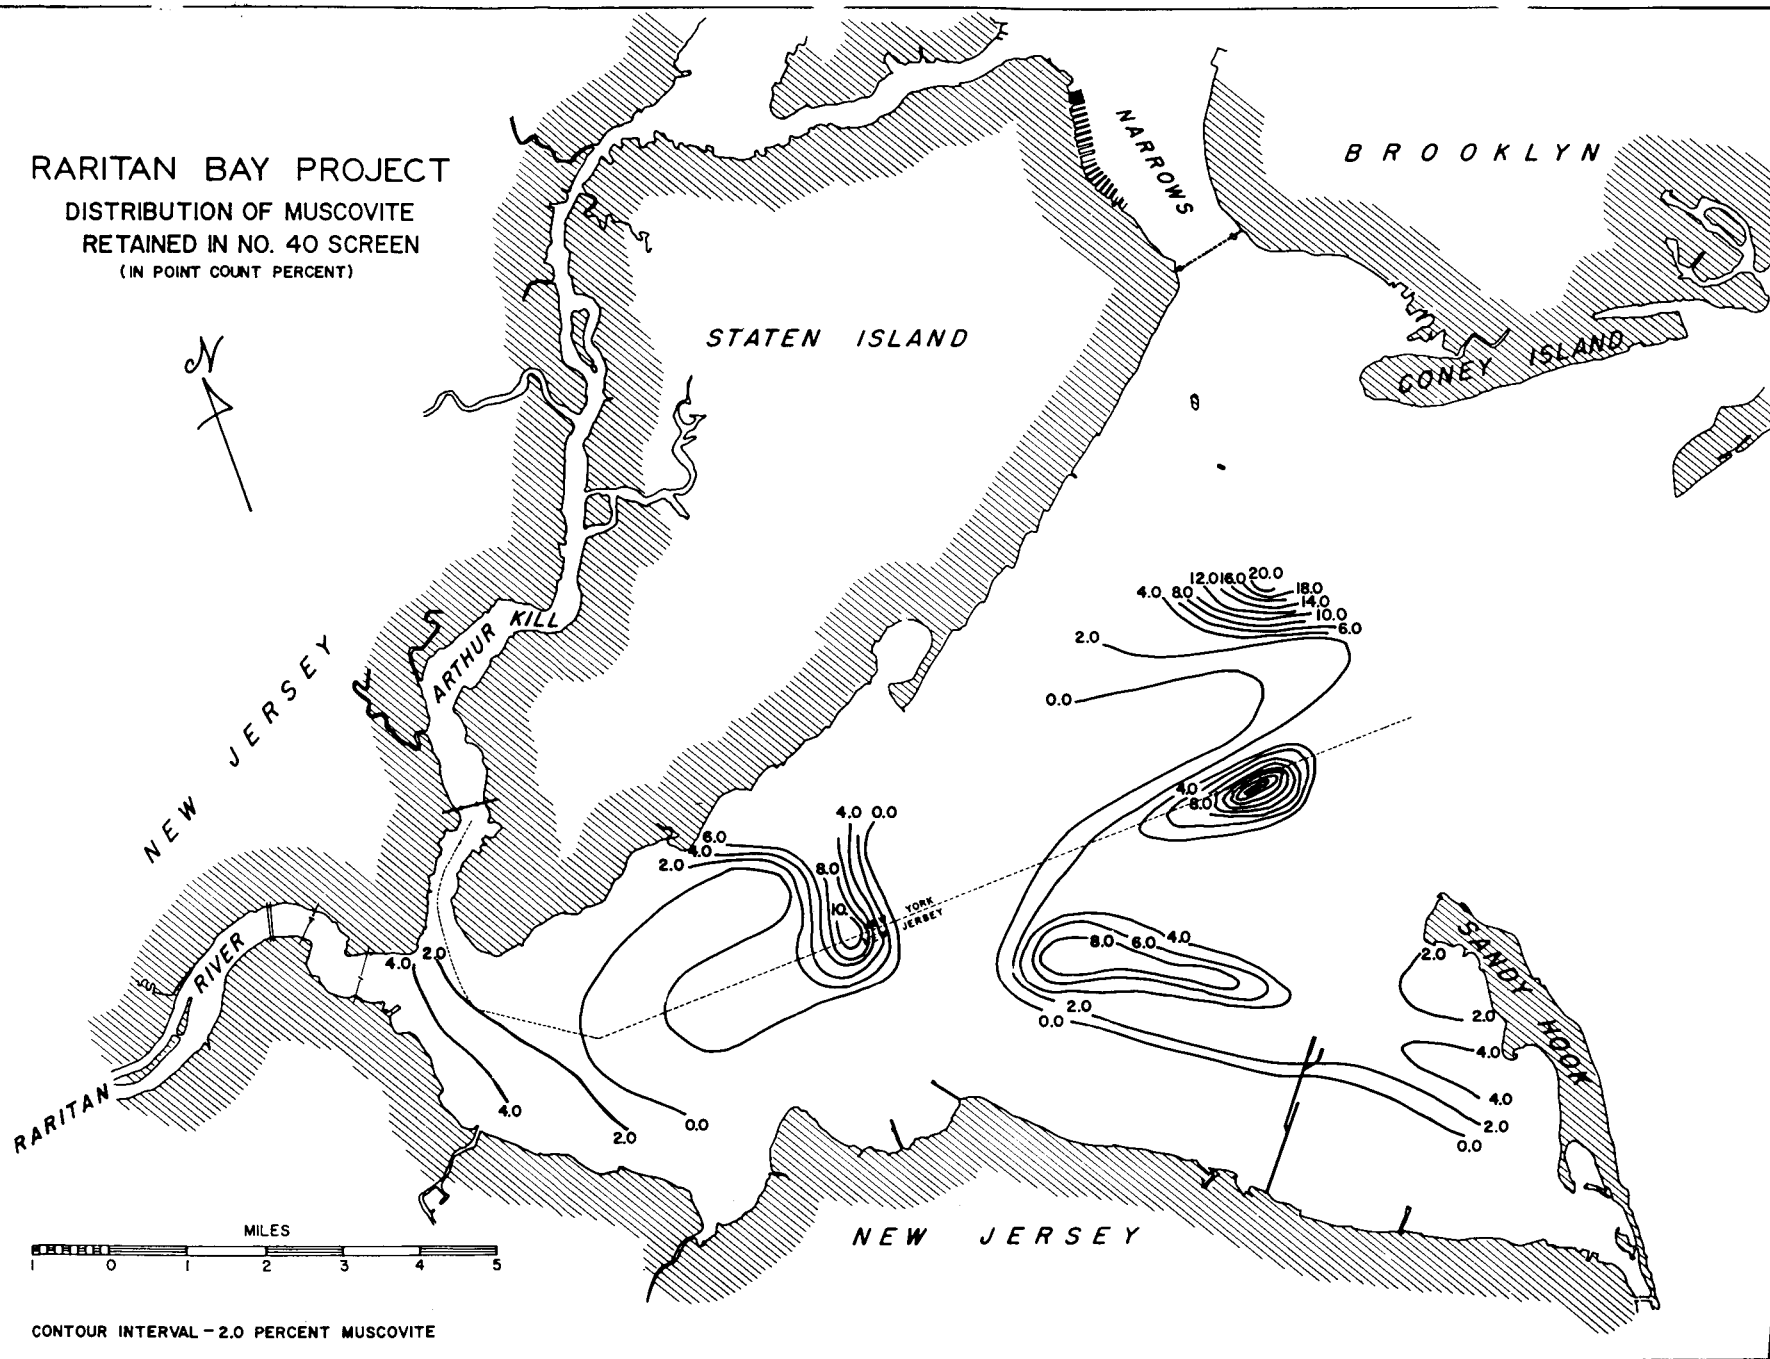 RARITAN BAY PROJECT
DISTRIBUTION OF MUSCOVITE
RETAINED IN NO. 40 SCREEN
(IN POINT COUNT PERCENT)
N
NARROWS
BROOKLYN
STATEN ISLAND
CONEY ISLAND
ARTHUR KILL
NEW JERSEY
20.0
12.0 16.0
18.0
4.0 8.0
14.0
10.0
6.0
2.0
0.0
4.0
8.0
4.0 0.0
6.0
4.0
2.0
8.0
10.
YORK
JERSEY
8.0 6.0 4.0
2.0
0.0
SANDY HOOK
2.0
2.0
4.0
4.0
2.0
0.0
RARITAN RIVER
4.0 2.0
4.0
2.0
0.0
NEW JERSEY
MILES
1 0 1 2 3 4 5
CONTOUR INTERVAL - 2.0 PERCENT MUSCOVITE